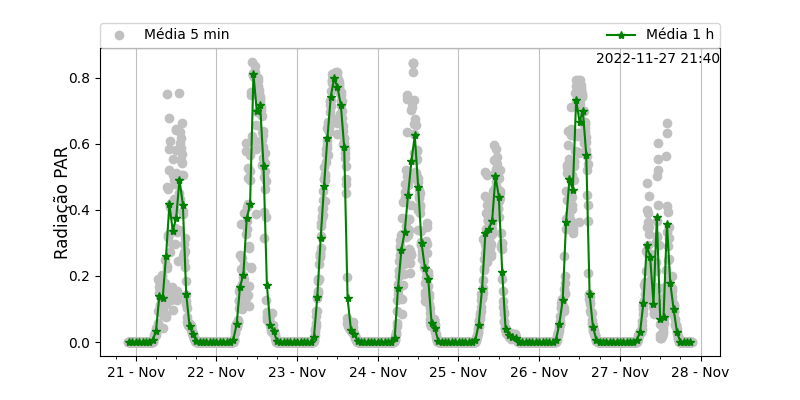 Média 5 min
Média 1 h
2022-11-27 21:40
Radiação PAR
0.8
0.6
0.4
0.2
0.0
21 - Nov
22 - Nov
23 - Nov
24 - Nov
25 - Nov
26 - Nov
27 - Nov
28 - Nov